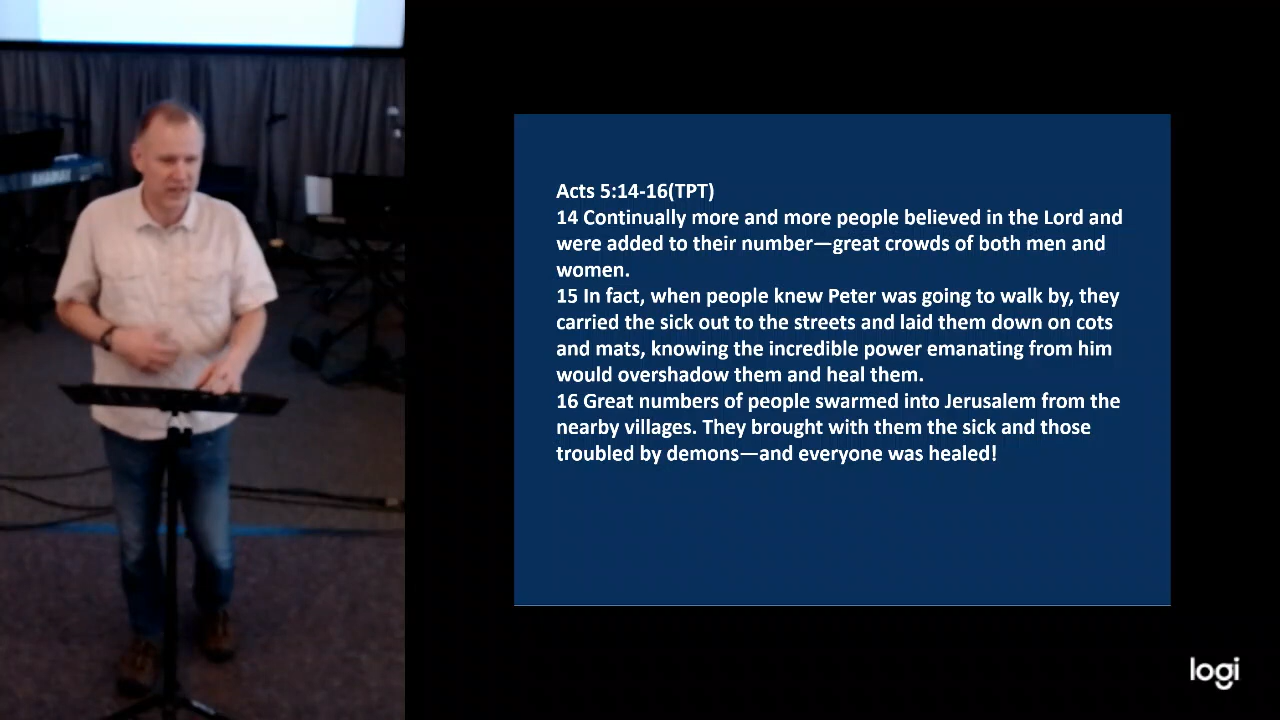 Acts 5:14-16(TPT)
14 Continually more and more people believed in the Lord and
were added to their number—great crowds of both men and
women.
15 In fact, when people knew Peter was going to walk by, they
carried the sick out to the streets and laid them down on cots
and mats, knowing the incredible power emanating from him
would overshadow them and heal them.
16 Great numbers of people swarmed into Jerusalem from the
nearby villages. They brought with them the sick and those
troubled by demons—and everyone was healed!
logi